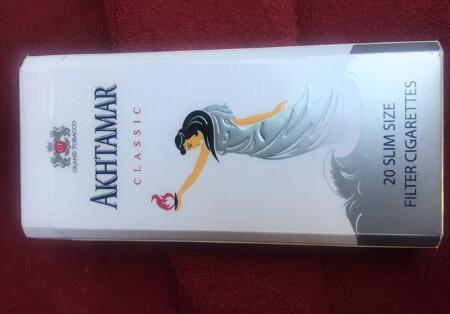 GRAND TOBACCO
AKHTAMAR
CLASSIC
20 SLIM SIZE
FILTER CIGARETTES